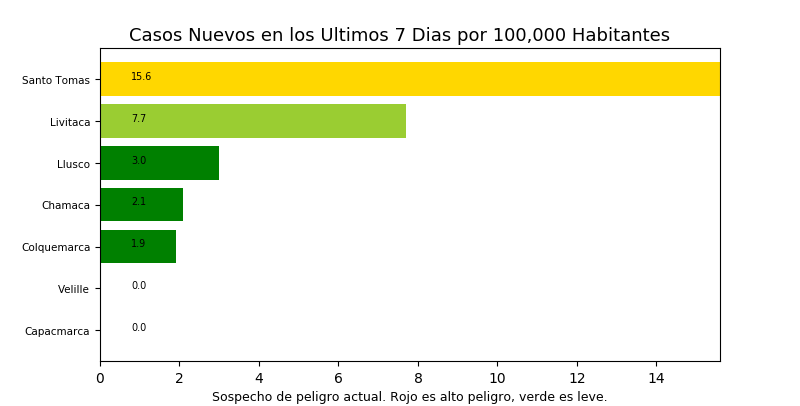 Casos Nuevos en los Ultimos 7 Dias por 100,000 Habitantes
Santo Tomas 15.6
Livitaca 7.7
Llusco 3.0
Chamaca 2.1
Colquemarca 1.9
Velille 0.0
Capacmarca 0.0
0 2 4 6 8 10 12 14
Sospecho de peligro actual. Rojo es alto peligro, verde es leve.